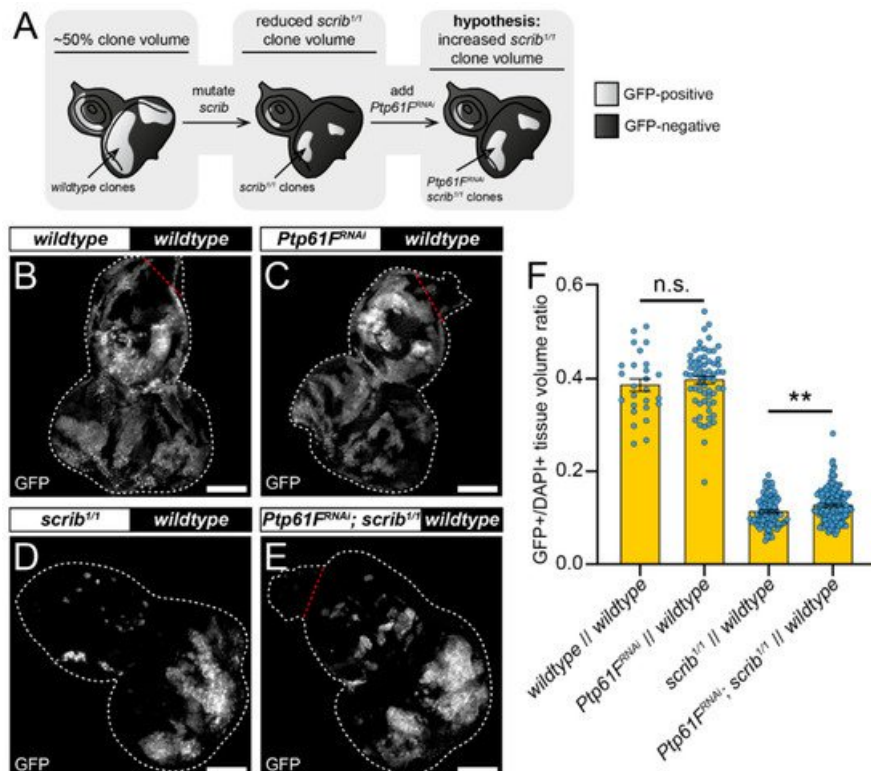 A
~50% clone volume
reduced scrib1/1
clone volume
hypothesis:
increased scrib1/1
clone volume
mutate
scrib
add
Ptp61FRNAi
GFP-positive
GFP-negative
wildtype clones
scrib1/1 clones
Ptp61FRNAi
scrib1/1 clones
wildtype wildtype
Ptp61FRNAi wildtype
B
C
GFP
GFP
scrib1/1 wildtype
Ptp61FRNAi; scrib1/1 wildtype
D
E
GFP
GFP
F
GFP+/DAPI+ tissue volume ratio
0.6
0.4
0.2
0.0
n.s.
**
wildtype // wildtype
Ptp61FRNAi // wildtype
scrib1/1 // wildtype
Ptp61FRNAi; scrib1/1 // wildtype